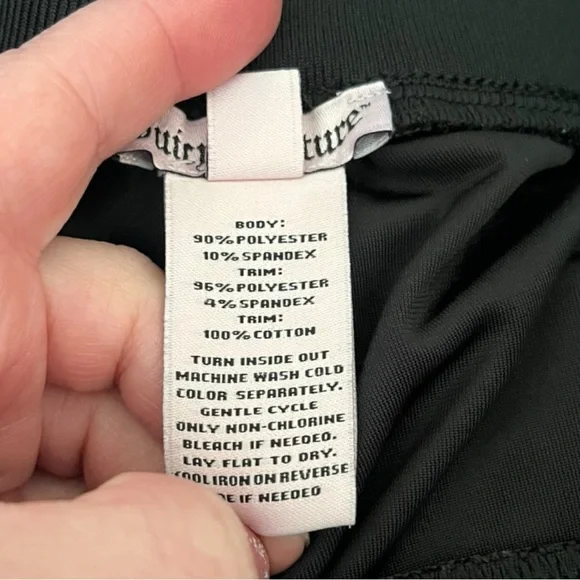 BODY:
90% POLYESTER
10% SPANDEX
TRIM:
96% POLYESTER
4% SPANDEX
TRIM:
100% COTTON
TURN INSIDE OUT
MACHINE WASH COLD
COLOR SEPARATELY.
GENTLE CYCLE
ONLY NON-CHLORINE
BLEACH IF NEEDED.
LAY FLAT TO DRY.
IRON ON REVERSE
IF NEEDED